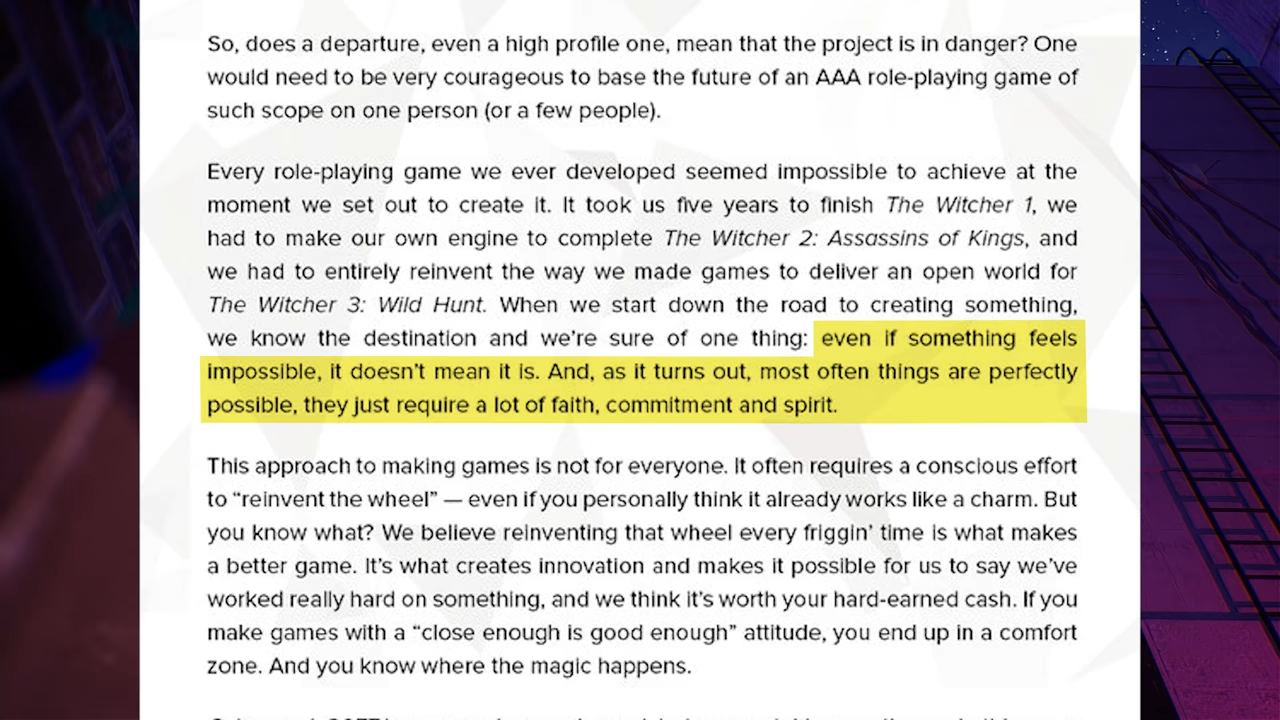 So, does a departure, even a high profile one, mean that the project is in danger? One
would need to be very courageous to base the future of an AAA role-playing game of
such scope on one person (or a few people).
Every role-playing game we ever developed seemed impossible to achieve at the
moment we set out to create it. It took us five years to finish The Witcher 1, we
had to make our own engine to complete The Witcher 2: Assassins of Kings, and
we had to entirely reinvent the way we made games to deliver an open world for
The Witcher 3: Wild Hunt. When we start down the road to creating something,
we know the destination and we’re sure of one thing: even if something feels
impossible, it doesn’t mean it is. And, as it turns out, most often things are perfectly
possible, they just require a lot of faith, commitment and spirit.
This approach to making games is not for everyone. It often requires a conscious effort
to “reinvent the wheel” — even if you personally think it already works like a charm. But
you know what? We believe reinventing that wheel every friggin’ time is what makes
a better game. It’s what creates innovation and makes it possible for us to say we’ve
worked really hard on something, and we think it’s worth your hard-earned cash. If you
make games with a “close enough is good enough” attitude, you end up in a comfort
zone. And you know where the magic happens.